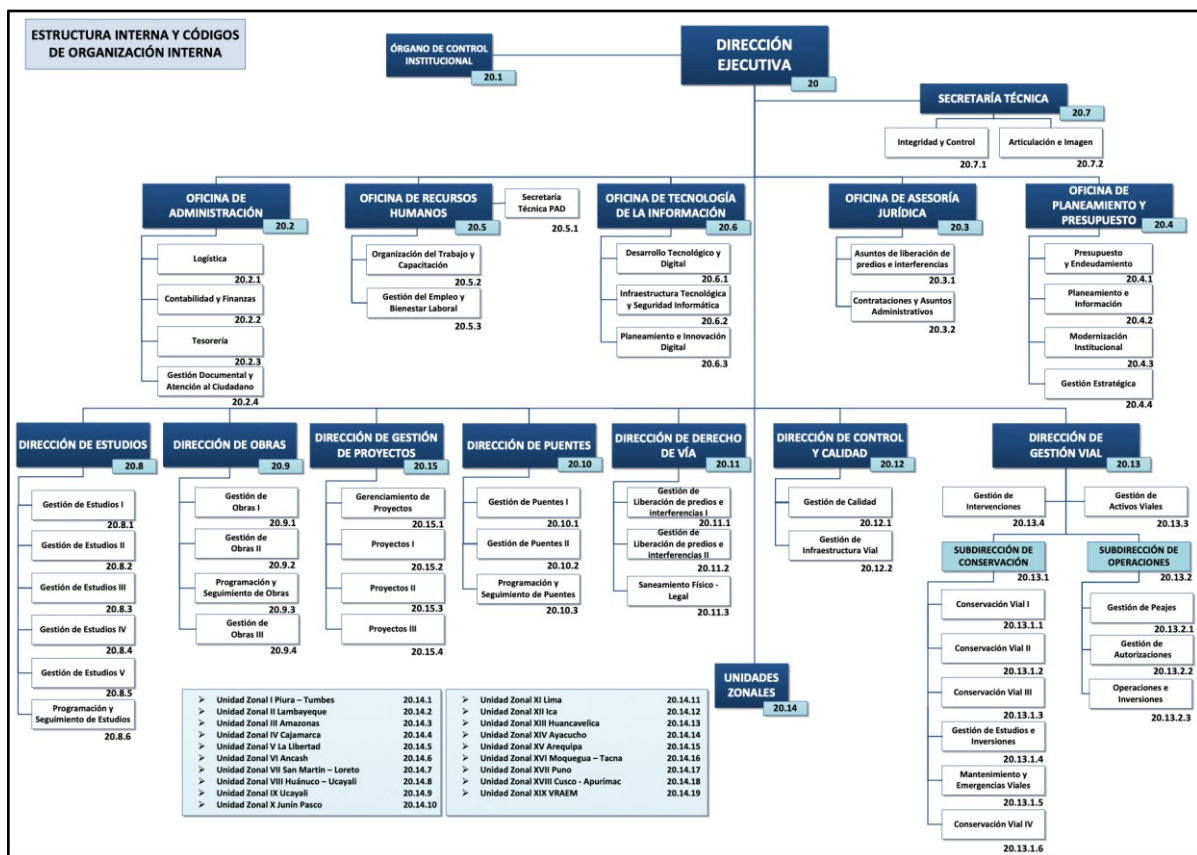 ESTRUCTURA INTERNA Y CÓDIGOS
DE ORGANIZACIÓN INTERNA
ÓRGANO DE CONTROL
INSTITUCIONAL
20.1
DIRECCIÓN
EJECUTIVA
20
SECRETARÍA TÉCNICA
20.7
Integridad y Control
20.7.1
Articulación e Imagen
20.7.2
OFICINA DE
ADMINISTRACIÓN
20.2
Logística
20.2.1
Contabilidad y Finanzas
20.2.2
Tesorería
20.2.3
Gestión Documental y
Atención al Ciudadano
20.2.4
OFICINA DE RECURSOS
HUMANOS
20.5
Secretaría
Técnica PAD
20.5.1
Organización del Trabajo y
Capacitación
20.5.2
Gestión del Empleo y
Bienestar Laboral
20.5.3
OFICINA DE TECNOLOGÍA
DE LA INFORMACIÓN
20.6
Desarrollo Tecnológico y
Digital
20.6.1
Infraestructura Tecnológica
y Seguridad Informática
20.6.2
Planeamiento e Innovación
Digital
20.6.3
OFICINA DE ASESORÍA
JURÍDICA
20.3
Asuntos de liberación de
predios e interferencias
20.3.1
Contrataciones y Asuntos
Administrativos
20.3.2
OFICINA DE
PLANEAMIENTO Y
PRESUPUESTO
20.4
Presupuesto
y Endeudamiento
20.4.1
Planeamiento e
Información
20.4.2
Modernización
Institucional
20.4.3
Gestión Estratégica
20.4.4
DIRECCIÓN DE ESTUDIOS
20.8
Gestión de Estudios I
20.8.1
Gestión de Estudios II
20.8.2
Gestión de Estudios III
20.8.3
Gestión de Estudios IV
20.8.4
Gestión de Estudios V
20.8.5
Programación y
Seguimiento de Estudios
20.8.6
DIRECCIÓN DE OBRAS
20.9
Gestión de
Obras I
20.9.1
Gestión de
Obras II
20.9.2
Programación y
Seguimiento de Obras
20.9.3
Gestión de
Obras III
20.9.4
DIRECCIÓN DE GESTIÓN
DE PROYECTOS
20.15
Gerenciamiento de
Proyectos
20.15.1
Proyectos I
20.15.2
Proyectos II
20.15.3
Proyectos III
20.15.4
DIRECCIÓN DE PUENTES
20.10
Gestión de Puentes I
20.10.1
Gestión de Puentes II
20.10.2
Programación y
Seguimiento de Puentes
20.10.3
DIRECCIÓN DE DERECHO
DE VÍA
20.11
Gestión de
Liberación de predios e
interferencias I
20.11.1
Gestión de
Liberación de predios e
interferencias II
20.11.2
Saneamiento Físico -
Legal
20.11.3
DIRECCIÓN DE CONTROL
Y CALIDAD
20.12
Gestión de Calidad
20.12.1
Gestión de
Infraestructura Vial
20.12.2
DIRECCIÓN DE
GESTIÓN VIAL
20.13
Gestión de
Intervenciones
20.13.4
Gestión de
Activos Viales
20.13.3
SUBDIRECCIÓN DE
CONSERVACIÓN
20.13.1
Conservación Vial I
20.13.1.1
Conservación Vial II
20.13.1.2
Conservación Vial III
20.13.1.3
Gestión de Estudios e
Inversiones
20.13.1.4
Mantenimiento y
Emergencias Viales
20.13.1.5
Conservación Vial IV
20.13.1.6
SUBDIRECCIÓN DE
OPERACIONES
20.13.2
Gestión de Peajes
20.13.2.1
Gestión de
Autorizaciones
20.13.2.2
Operaciones e
Inversiones
20.13.2.3
UNIDADES
ZONALES
20.14
Unidad Zonal I Piura – Tumbes 20.14.1
Unidad Zonal II Lambayeque 20.14.2
Unidad Zonal III Amazonas 20.14.3
Unidad Zonal IV Cajamarca 20.14.4
Unidad Zonal V La Libertad 20.14.5
Unidad Zonal VI Ancash 20.14.6
Unidad Zonal VII San Martin – Loreto 20.14.7
Unidad Zonal VIII Huánuco – Ucayali 20.14.8
Unidad Zonal IX Ucayali 20.14.9
Unidad Zonal X Junín Pasco 20.14.10
Unidad Zonal XI Lima 20.14.11
Unidad Zonal XII Ica 20.14.12
Unidad Zonal XIII Huancavelica 20.14.13
Unidad Zonal XIV Ayacucho 20.14.14
Unidad Zonal XV Arequipa 20.14.15
Unidad Zonal XVI Moquegua – Tacna 20.14.16
Unidad Zonal XVII Puno 20.14.17
Unidad Zonal XVIII Cusco - Apurímac 20.14.18
Unidad Zonal XIX VRAEM 20.14.19